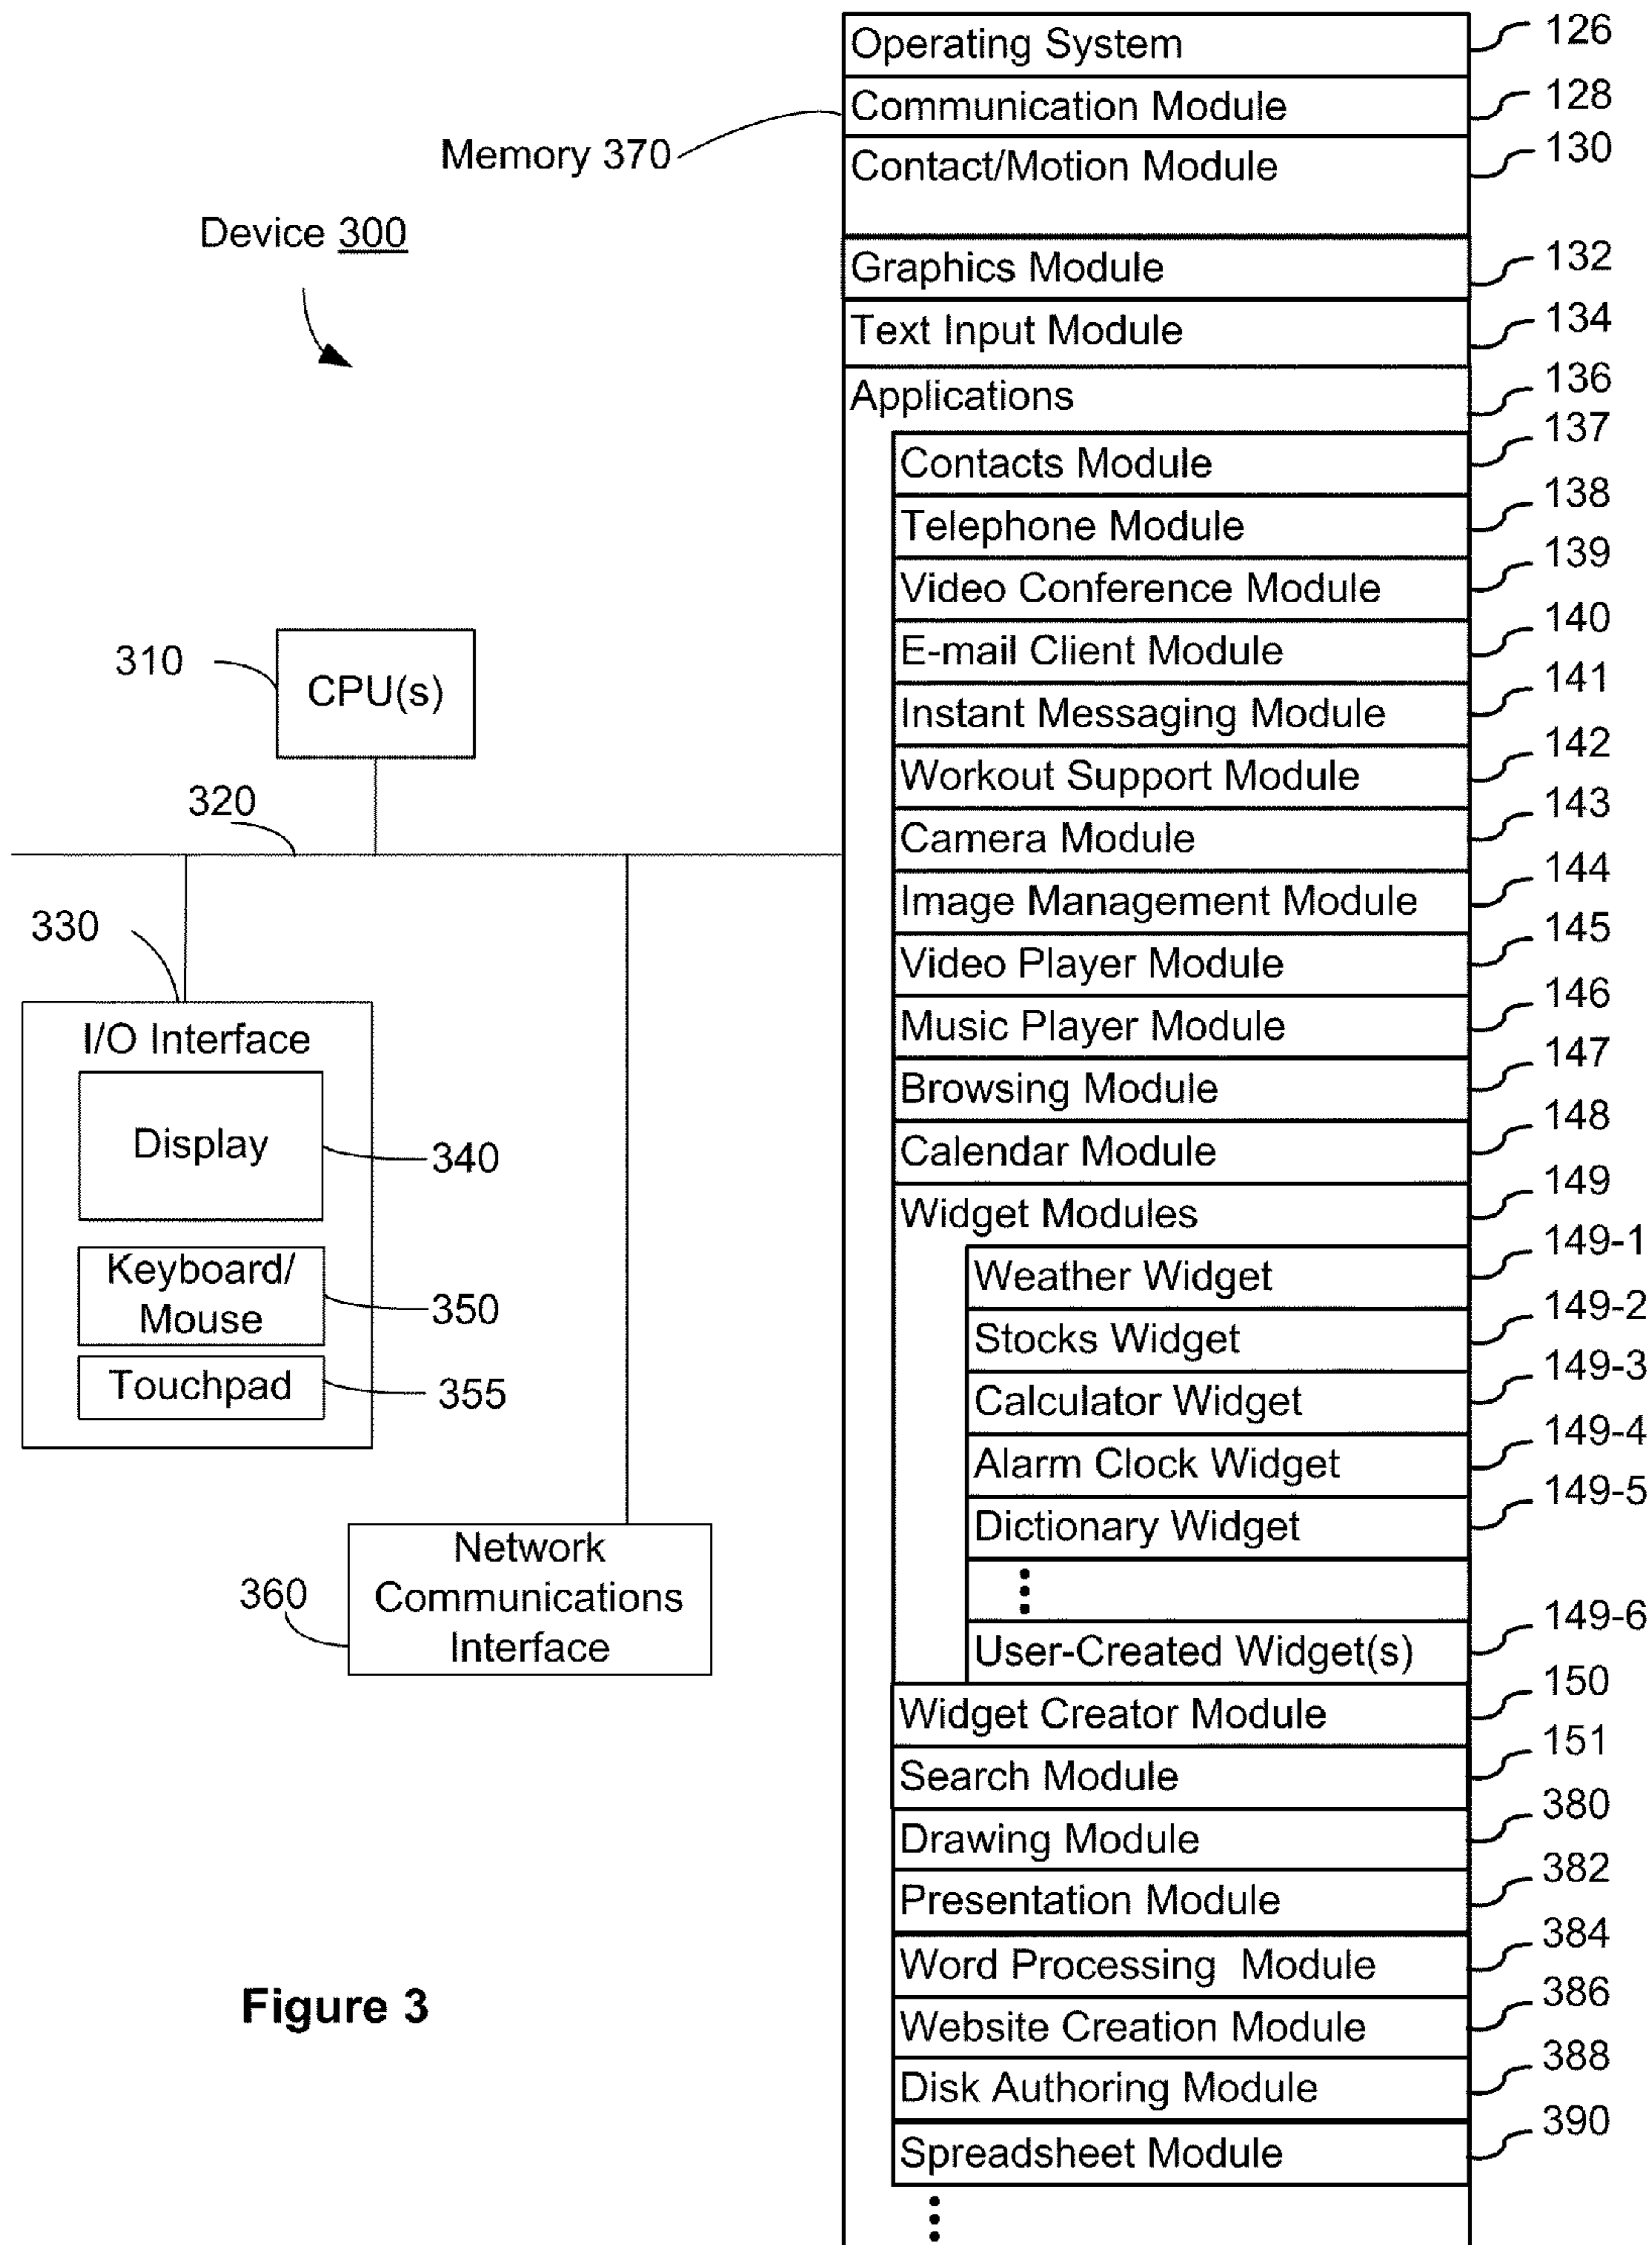 Operating System 126
Communication Module 128
Memory 370
Contact/Motion Module 130
Device 300
Graphics Module 132
Text Input Module 134
Applications 136
Contacts Module 137
Telephone Module 138
Video Conference Module 139
E-mail Client Module 140
Instant Messaging Module 141
Workout Support Module 142
Camera Module 143
Image Management Module 144
Video Player Module 145
Music Player Module 146
Browsing Module 147
Calendar Module 148
Widget Modules 149
Weather Widget 149-1
Stocks Widget 149-2
Calculator Widget 149-3
Alarm Clock Widget 149-4
Dictionary Widget 149-5
User-Created Widget(s) 149-6
Widget Creator Module 150
Search Module 151
Drawing Module 380
Presentation Module 382
Word Processing Module 384
Website Creation Module 386
Disk Authoring Module 388
Spreadsheet Module 390
310
CPU(s)
320
330
I/O Interface
Display 340
Keyboard/
Mouse 350
Touchpad 355
360
Network
Communications
Interface
Figure 3